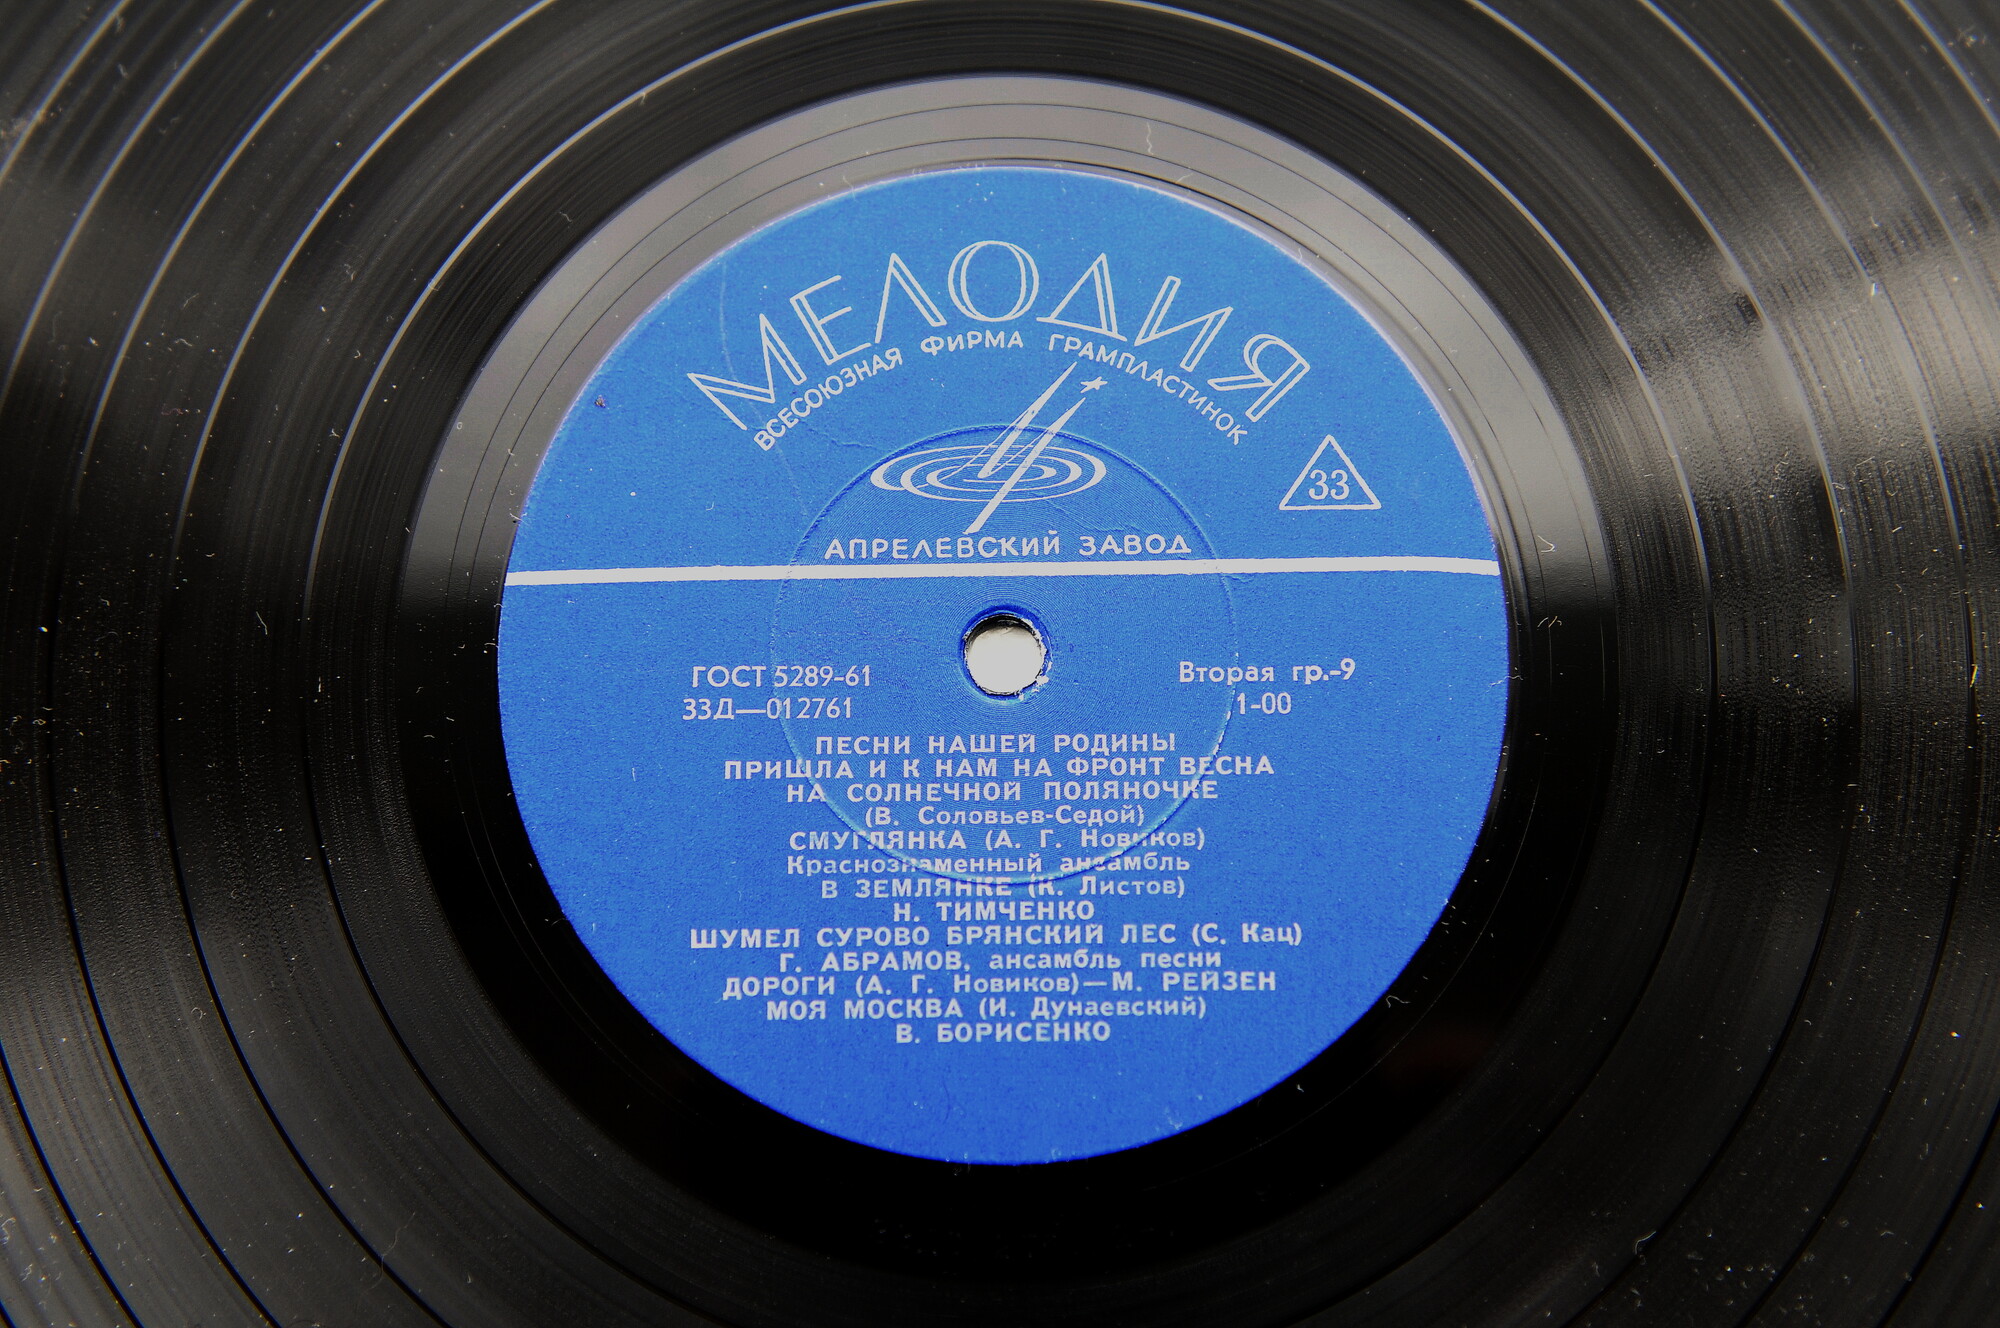 МЕЛОДИЯ
ВСЕСОЮЗНАЯ ФИРМА ГРАМПЛАСТИНОК
33
АПРЕЛЕВСКИЙ ЗАВОД
ГОСТ 5289-61 Вторая гр.-9
33Д—012761 1-00
ПЕСНИ НАШЕЙ РОДИНЫ
ПРИШЛА И К НАМ НА ФРОНТ ВЕСНА
НА СОЛНЕЧНОЙ ПОЛЯНОЧКЕ
(В. Соловьев-Седой)
СМУГЛЯНКА (А. Г. Новиков)
Краснознаменный ансамбль
В ЗЕМЛЯНКЕ (К. Листов)
Н. ТИМЧЕНКО
ШУМЕЛ СУРОВО БРЯНСКИЙ ЛЕС (С. Кац)
Г. АБРАМОВ, ансамбль песни
ДОРОГИ (А. Г. Новиков)—М. РЕЙЗЕН
МОЯ МОСКВА (И. Дунаевский)
В. БОРИСЕНКО